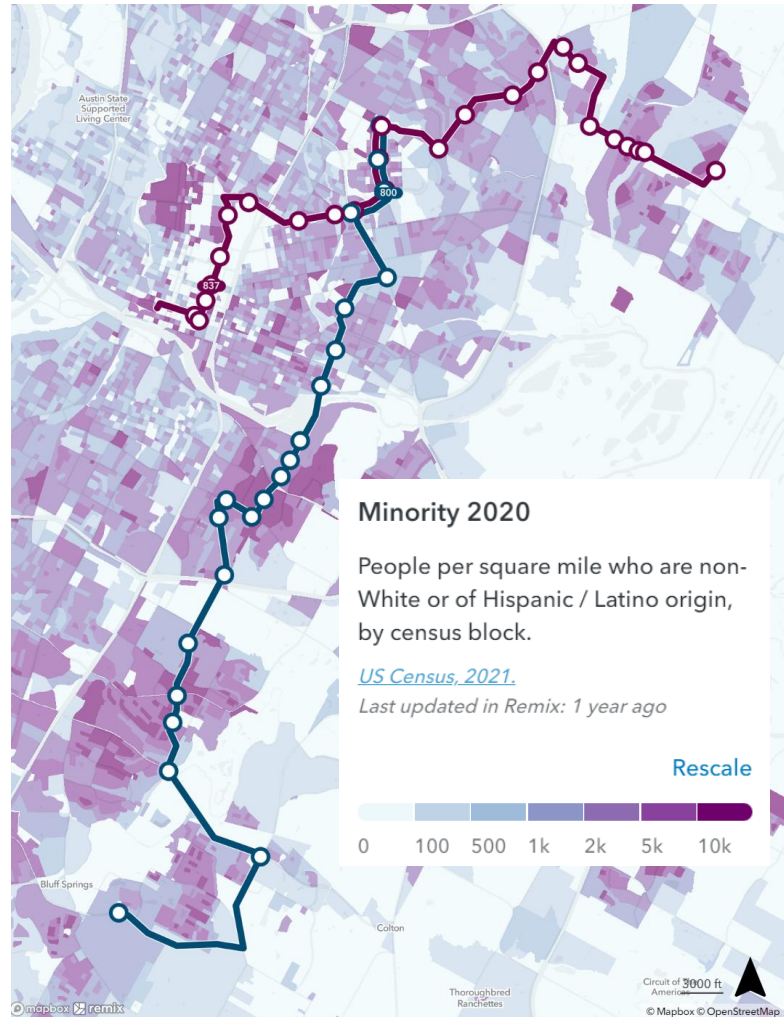 Austin State
Supported
Living Center
800
837
Minority 2020
People per square mile who are non-
White or of Hispanic / Latino origin,
by census block.
US Census, 2021.
Last updated in Remix: 1 year ago
Rescale
0 100 500 1k 2k 5k 10k
Bluff Springs
Colton
Thoroughbred
Ranchettes
Circuit of
3000 ft
mapbox remix
© Mapbox © OpenStreetMap